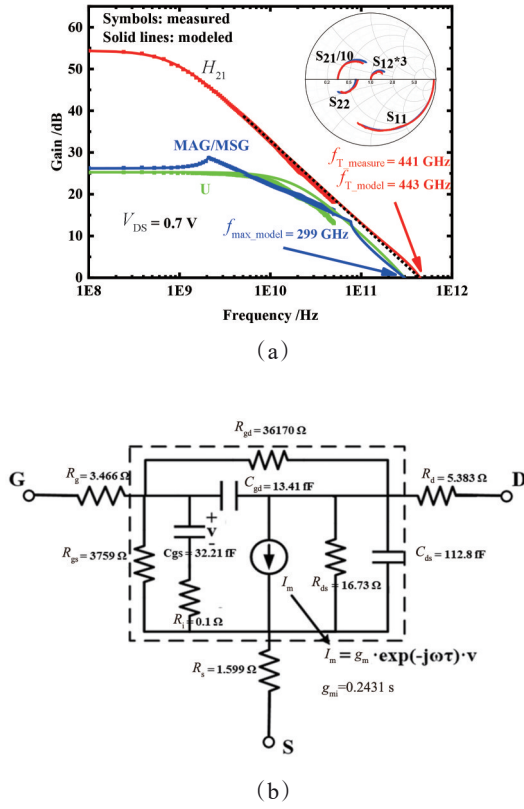 (a)
Symbols: measured
Solid lines: modeled
H21
S21/10
S12*3
S22
S11
MAG/MSG
U
VDS = 0.7 V
fT_measure = 441 GHz
fT_model = 443 GHz
fmax_model = 299 GHz
Gain /dB
60
50
40
30
20
10
0
1E8 1E9 1E10 1E11 1E12
Frequency /Hz
(a)
Rgd = 36170 Ω
G
Rg = 3.466 Ω
Cgd = 13.41 fF
Rd = 5.383 Ω
D
+
v
-
Rgs = 3759 Ω
Cgs = 32.21 fF
Im
Rds = 16.73 Ω
Cds = 112.8 fF
Ri = 0.1 Ω
Im = gm·exp(-jωτ)·v
Rs = 1.599 Ω
gmi=0.2431 s
S
(b)